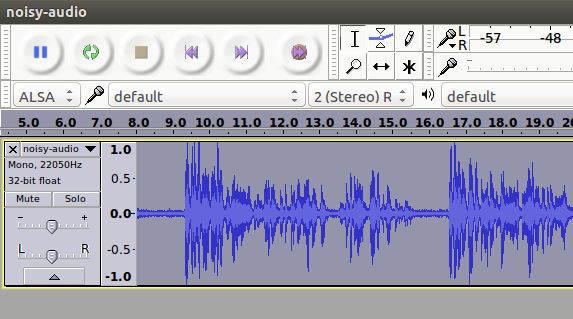 noisy-audio
L
R
-57 -48
ALSA default 2 (Stereo) R default
5.0 6.0 7.0 8.0 9.0 10.0 11.0 12.0 13.0 14.0 15.0 16.0 17.0 18.0 19.0 20
X noisy-audio
Mono, 22050Hz
32-bit float
Mute Solo
- +
L R
1.0
0.5-
0.0-
-0.5-
-1.0